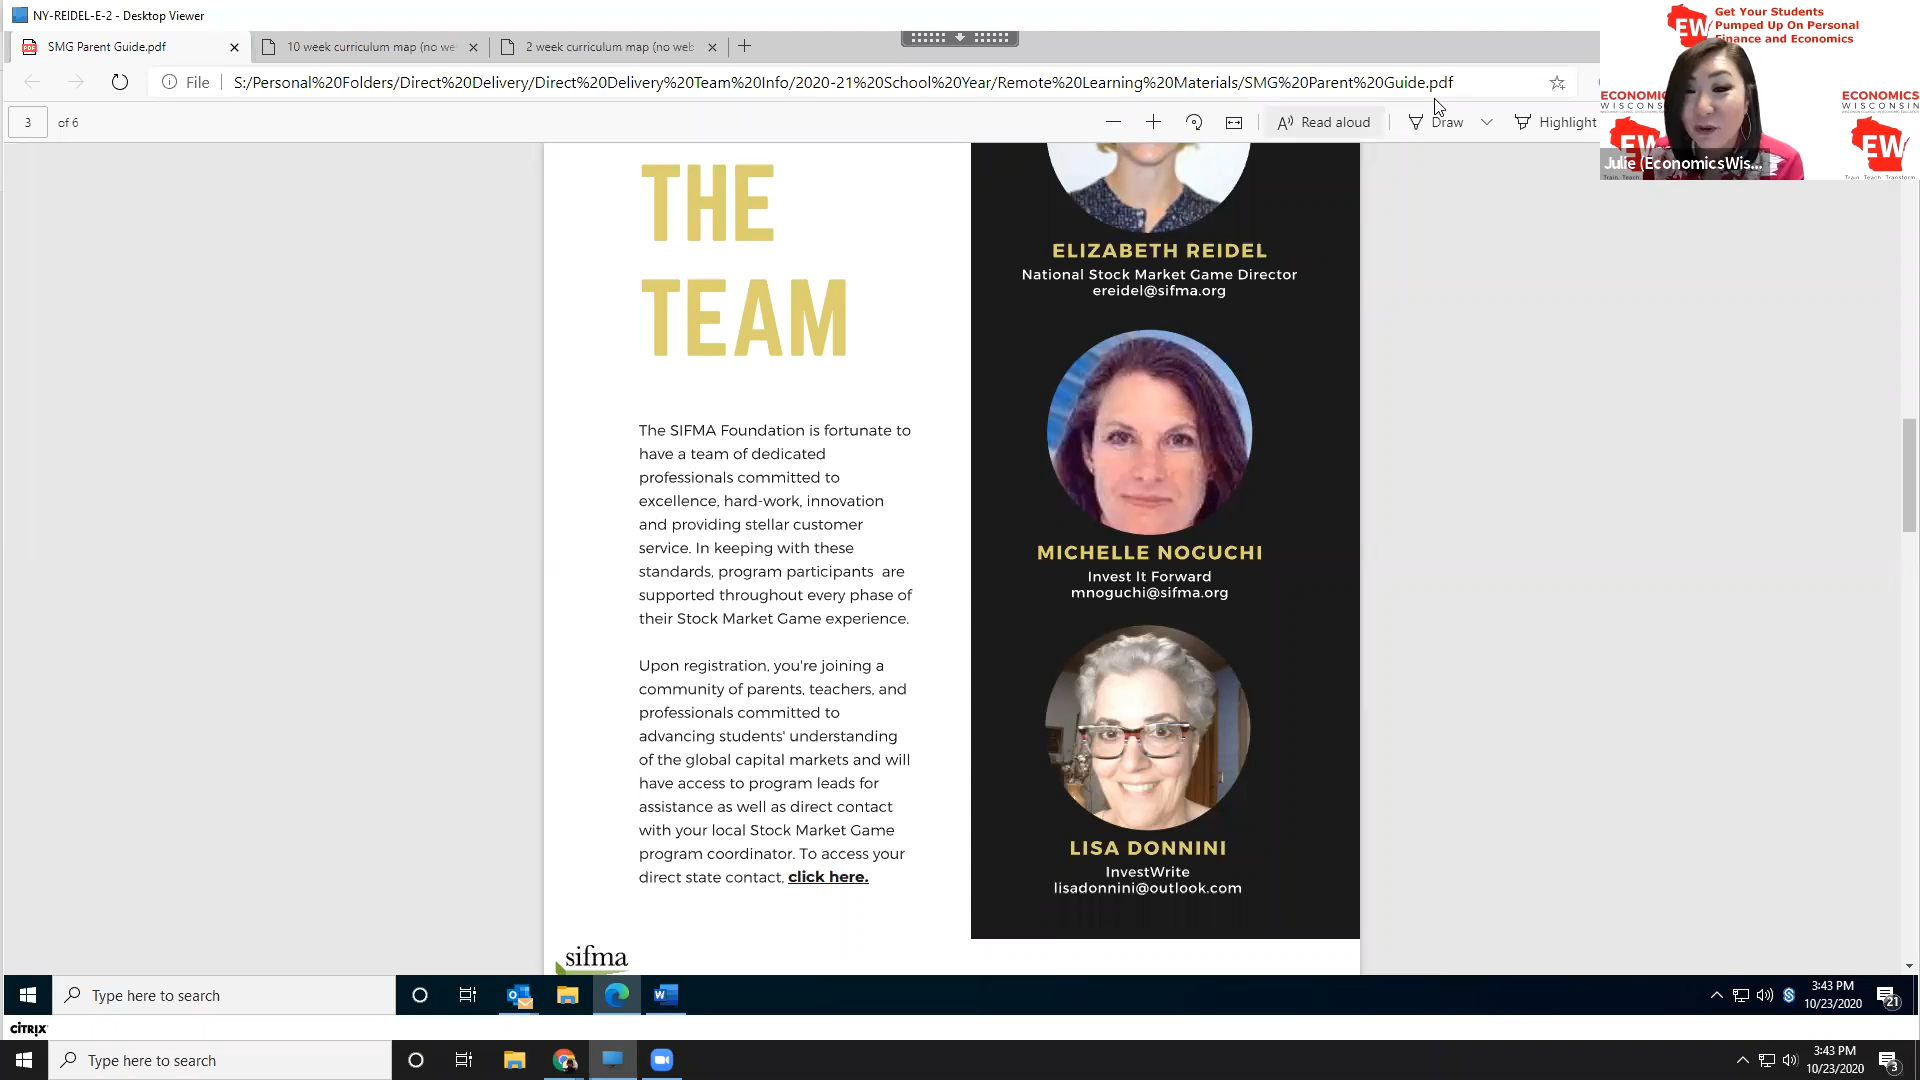 NY-REIDEL-E-2 - Desktop Viewer
SMG Parent Guide.pdf
10 week curriculum map (no we
2 week curriculum map (no web
File
S:/Personal%20Folders/Direct%20Delivery/Direct%20Delivery%20Team%20Info/2020-21%20School%20Year/Remote%20Learning%20Materials/SMG%20Parent%20Guide.pdf
3 of 6
Read aloud
Draw
Highlight
Get Your Students
Pumped Up On Personal
Finance and Economics
EW
ECONOMICS
WISCONSIN
EW
ECONOMICS
WISCONSIN
EW
Julie (EconomicsWis...
Train. Teach. Transform.
THE
TEAM
The SIFMA Foundation is fortunate to
have a team of dedicated
professionals committed to
excellence, hard-work, innovation
and providing stellar customer
service. In keeping with these
standards, program participants are
supported throughout every phase of
their Stock Market Game experience.
Upon registration, you're joining a
community of parents, teachers, and
professionals committed to
advancing students' understanding
of the global capital markets and will
have access to program leads for
assistance as well as direct contact
with your local Stock Market Game
program coordinator. To access your
direct state contact, click here.
sifma
ELIZABETH REIDEL
National Stock Market Game Director
ereidel@sifma.org
MICHELLE NOGUCHI
Invest It Forward
mnoguchi@sifma.org
LISA DONNINI
InvestWrite
lisadonnini@outlook.com
Type here to search
3:43 PM
10/23/2020
21
CITRIX
Type here to search
3:43 PM
10/23/2020
3